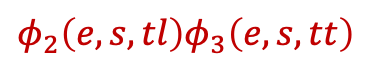 ϕ₂(e, s, tl)ϕ₃(e, s, tt)